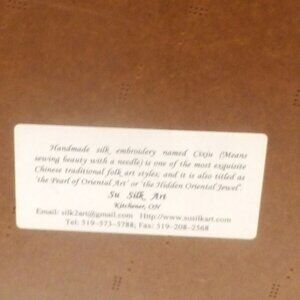 Handmade silk embroidery named Cixju (Means
sewing beauty with a needle) is one of the most exquisite
Chinese traditional folk art styles, and it is also titled as
'the Pearl of Oriental Art' or 'the Hidden Oriental Jewel'.
Su Silk Art
Kitchener, ON
Email: silk2art@gmail.com Http://www.susilkart.com
Tel: 519-573-5788; Fax: 519-208-2568